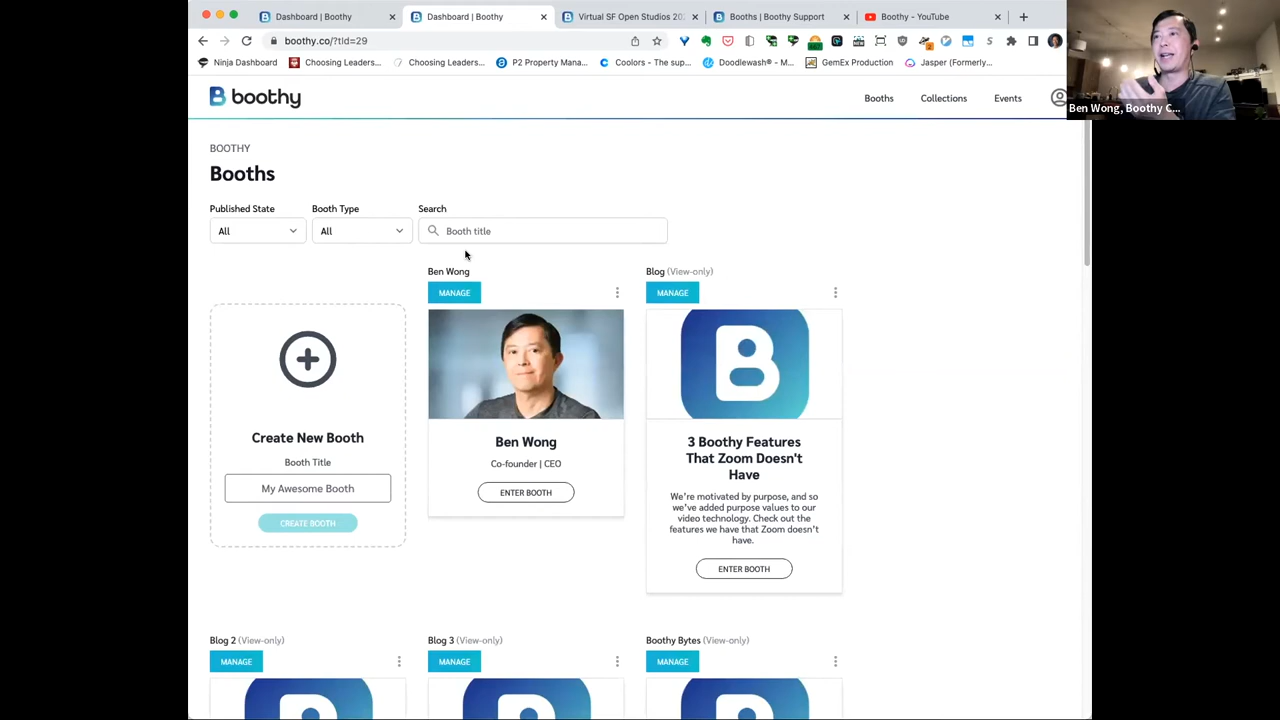 Dashboard | Boothy
Dashboard | Boothy
Virtual SF Open Studios 202
Booths | Boothy Support
Boothy - YouTube
boothy.co/?tId=29
Ninja Dashboard
Choosing Leaders...
Choosing Leaders...
P2 Property Mana...
Coolors - The sup...
Doodlewash® - M...
GemEx Production
Jasper (Formerly...
Ben Wong, Boothy C...
boothy
Booths
Collections
Events
BOOTHY
Booths
Published State
Booth Type
Search
All
All
Booth title
Ben Wong
Blog (View-only)
MANAGE
MANAGE
Create New Booth
Booth Title
My Awesome Booth
CREATE BOOTH
Ben Wong
Co-founder | CEO
ENTER BOOTH
3 Boothy Features
That Zoom Doesn't
Have
We're motivated by purpose, and so
we've added purpose values to our
video technology. Check out the
features we have that Zoom doesn't
have.
ENTER BOOTH
Blog 2 (View-only)
Blog 3 (View-only)
Boothy Bytes (View-only)
MANAGE
MANAGE
MANAGE